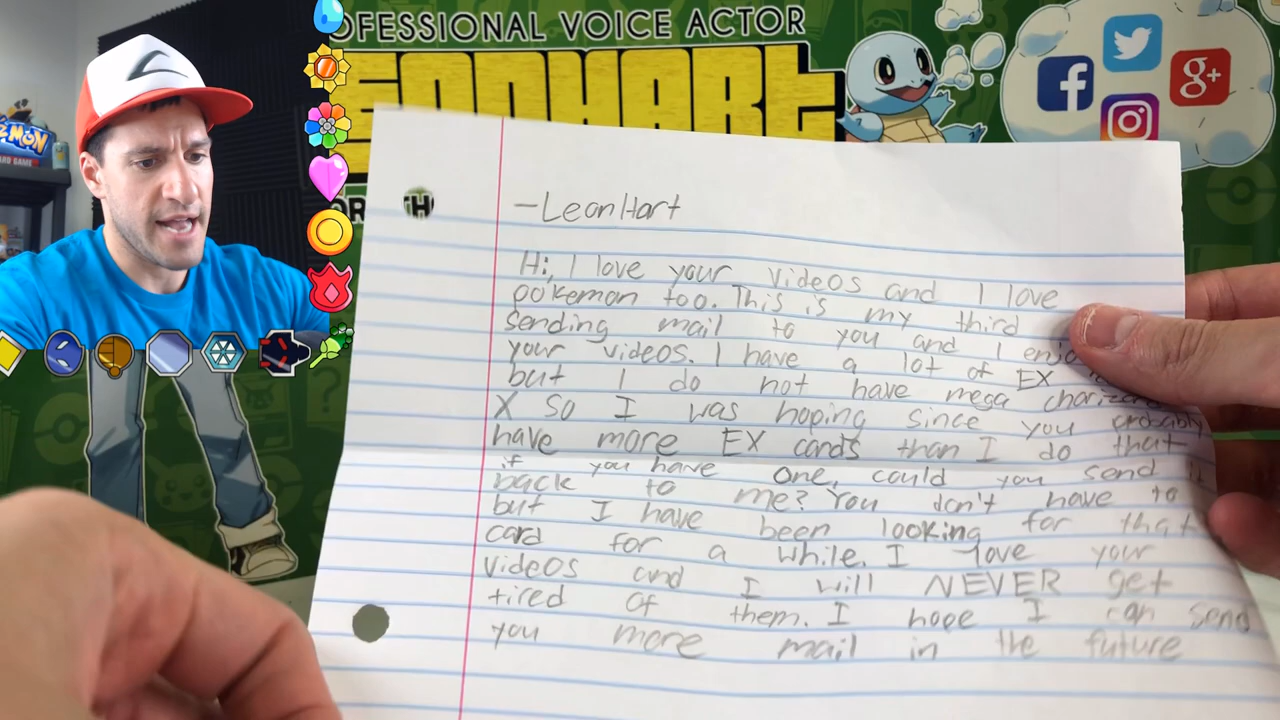 OFESSIONAL VOICE ACTOR
EONHART
-LeonHart
Hi, I love your videos and I love
pokemon too. This is my third
sending mail to you and I enjo
your videos. I have a lot of EX
but I do not have mega chariza
X so I was hoping since you probably
have more EX cards than I do that
if you have one, could you send it
back to me? You don't have to
but I have been looking for that
card for a while. I love your
videos and I will NEVER get
tired of them. I hope I can send
you more mail in the future